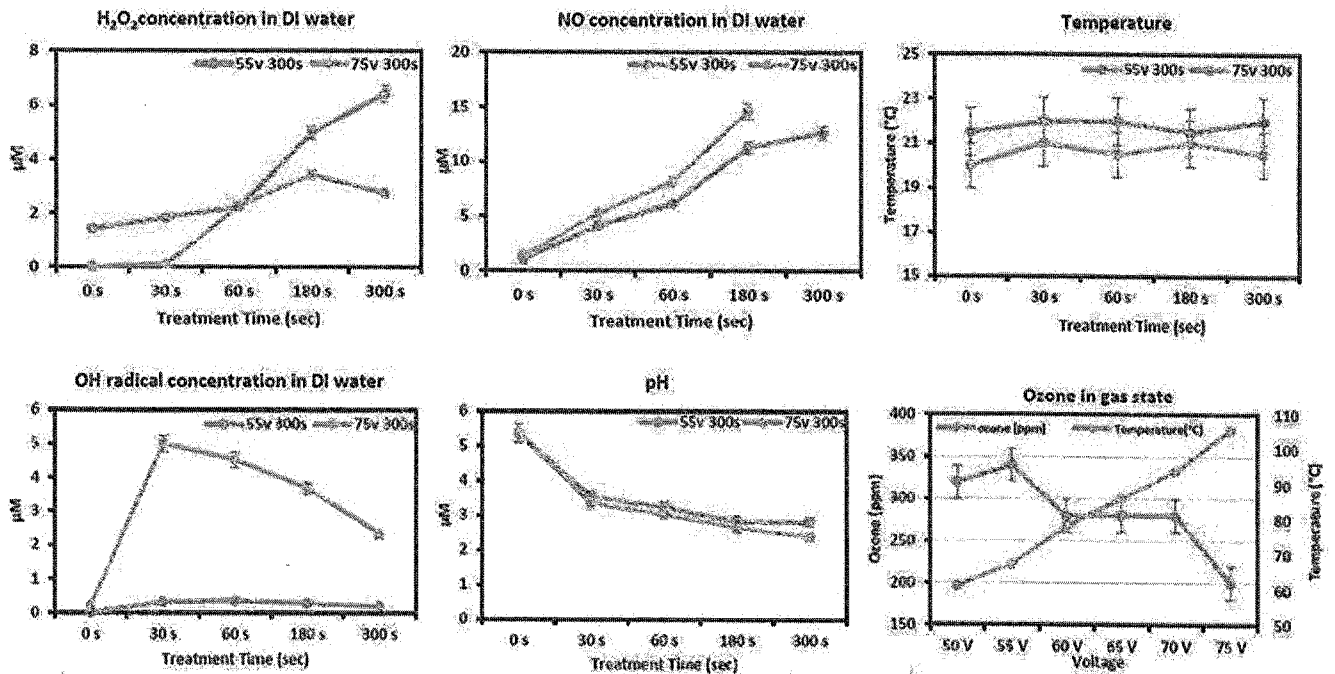 H₂O₂concentration in DI water
8
6
4
2
0
μM
55v 300s 75v 300s
0 s 30 s 60 s 180 s 300 s
Treatment Time (sec)
NO concentration in DI water
20
15
10
5
0
μM
55v 300s 75v 300s
0 s 30 s 60 s 180 s 300 s
Treatment Time (sec)
Temperature
25
23
21
19
17
15
Temperature (°C)
55v 300s 75v 300s
0 s 30 s 60 s 180 s 300 s
Treatment Time (sec)
OH radical concentration in DI water
6
5
4
3
2
1
0
μM
55v 300s 75v 300s
0 s 30 s 60 s 180 s 300 s
Treatment Time (sec)
pH
6
5
4
3
2
1
0
μM
55v 300s 75v 300s
0 s 30 s 60 s 180 s 300 s
Treatment Time (sec)
Ozone in gas state
400
350
300
250
200
150
Ozone (ppm)
ozone (ppm) Temperature(°C)
110
100
90
80
70
60
50
Temperature (°C)
50 V 55 V 60 V 65 V 70 V 75 V
Voltage